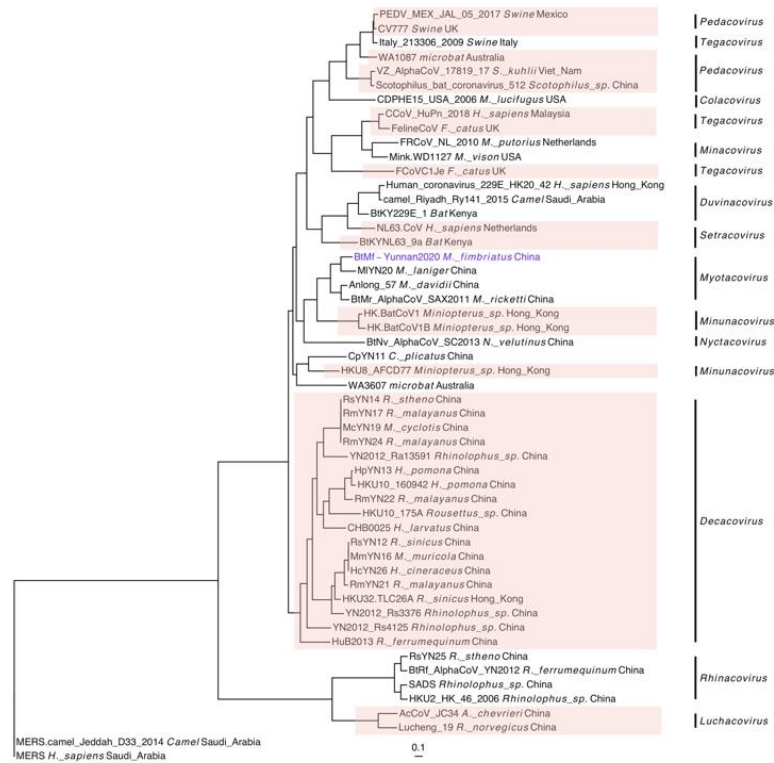 PEDV_MEX_JAL_05_2017 Swine Mexico
CV777 Swine UK
Pedacovirus
Italy_213306_2009 Swine Italy
Tegacovirus
WA1087 microbat Australia
VZ_AlphaCoV_17819_17 S._kuhlii Viet_Nam
Pedacovirus
Scotophilus_bat_coronavirus_512 Scotophilus_sp. China
CDPHE15_USA_2006 M._lucifugus USA
Colacovirus
CCoV_HuPn_2018 H._sapiens Malaysia
Tegacovirus
FelineCoV F._catus UK
FRCoV_NL_2010 M._putorius Netherlands
Minacovirus
Mink.WD1127 M._vison USA
FCoVC1Je F._catus UK
Tegacovirus
Human_coronavirus_229E_HK20_42 H._sapiens Hong_Kong
camel_Riyadh_Ry141_2015 Camel Saudi_Arabia
Duvinacovirus
BtKY229E_1 Bat Kenya
NL63.CoV H._sapiens Netherlands
Setracovirus
BtKYNL63_9a Bat Kenya
BtMf – Yunnan2020 M._fimbriatus China
MlYN20 M._laniger China
Myotacovirus
Anlong_57 M._davidii China
BtMr_AlphaCoV_SAX2011 M._ricketti China
HK.BatCoV1 Miniopterus_sp. Hong_Kong
Minunacovirus
HK.BatCoV1B Miniopterus_sp. Hong_Kong
BtNv_AlphaCoV_SC2013 N._velutinus China
Nyctacovirus
CpYN11 C._plicatus China
HKU8_AFCD77 Miniopterus_sp. Hong_Kong
Minunacovirus
WA3607 microbat Australia
RsYN14 R._stheno China
RmYN17 R._malayanus China
McYN19 M._cyclotis China
RmYN24 R._malayanus China
YN2012_Ra13591 Rhinolophus_sp. China
HpYN13 H._pomona China
HKU10_160942 H._pomona China
RmYN22 R._malayanus China
HKU10_175A Rousettus_sp. China
Decacovirus
CHB0025 H._larvatus China
RsYN12 R._sinicus China
MmYN16 M._muricola China
HcYN26 H._cineraceus China
RmYN21 R._malayanus China
HKU32.TLC26A R._sinicus Hong_Kong
YN2012_Rs3376 Rhinolophus_sp. China
YN2012_Rs4125 Rhinolophus_sp. China
HuB2013 R._ferrumequinum China
RsYN25 R._stheno China
BtRf_AlphaCoV_YN2012 R._ferrumequinum China
Rhinacovirus
SADS Rhinolophus_sp. China
HKU2_HK_46_2006 Rhinolophus_sp. China
AcCoV_JC34 A._chevrieri China
Luchacovirus
Lucheng_19 R._norvegicus China
MERS.camel_Jeddah_D33_2014 Camel Saudi_Arabia
0.1
MERS H._sapiens Saudi_Arabia